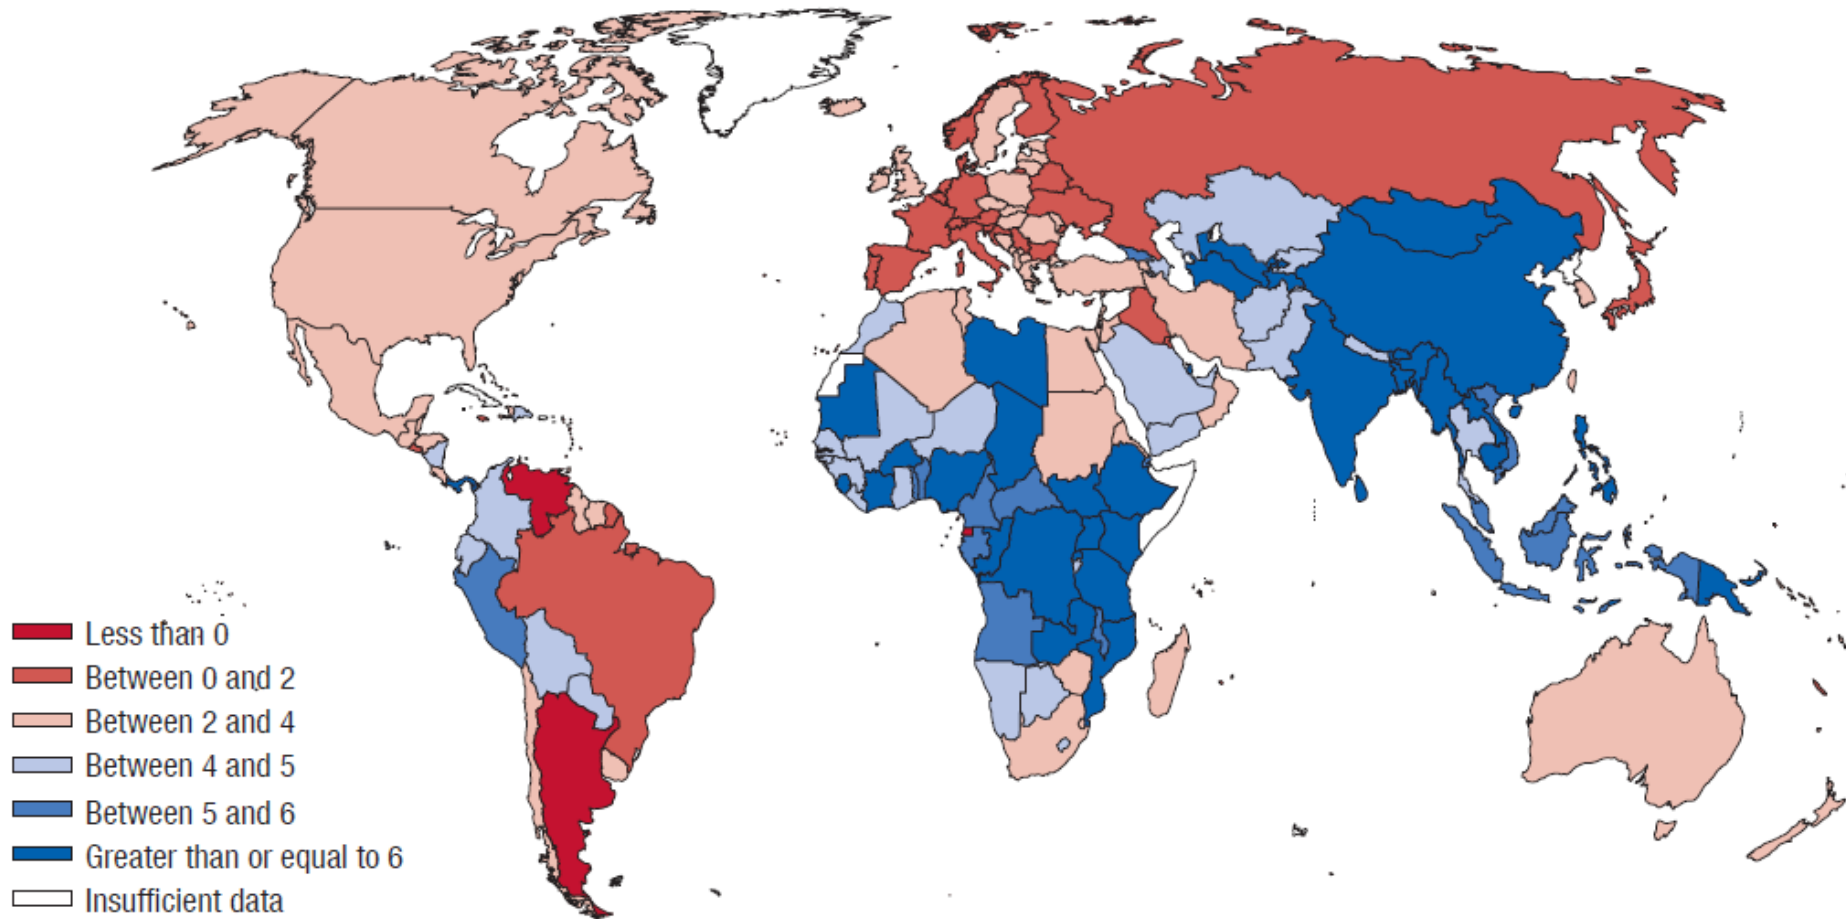 Less than 0
Between 0 and 2
Between 2 and 4
Between 4 and 5
Between 5 and 6
Greater than or equal to 6
Insufficient data